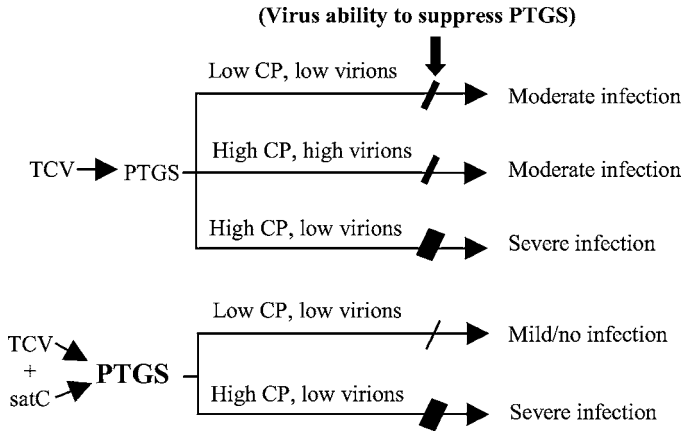 (Virus ability to suppress PTGS)
Low CP, low virions
Moderate infection
High CP, high virions
TCV
PTGS
Moderate infection
High CP, low virions
Severe infection
Low CP, low virions
TCV
Mild/no infection
+
PTGS
satC
High CP, low virions
Severe infection